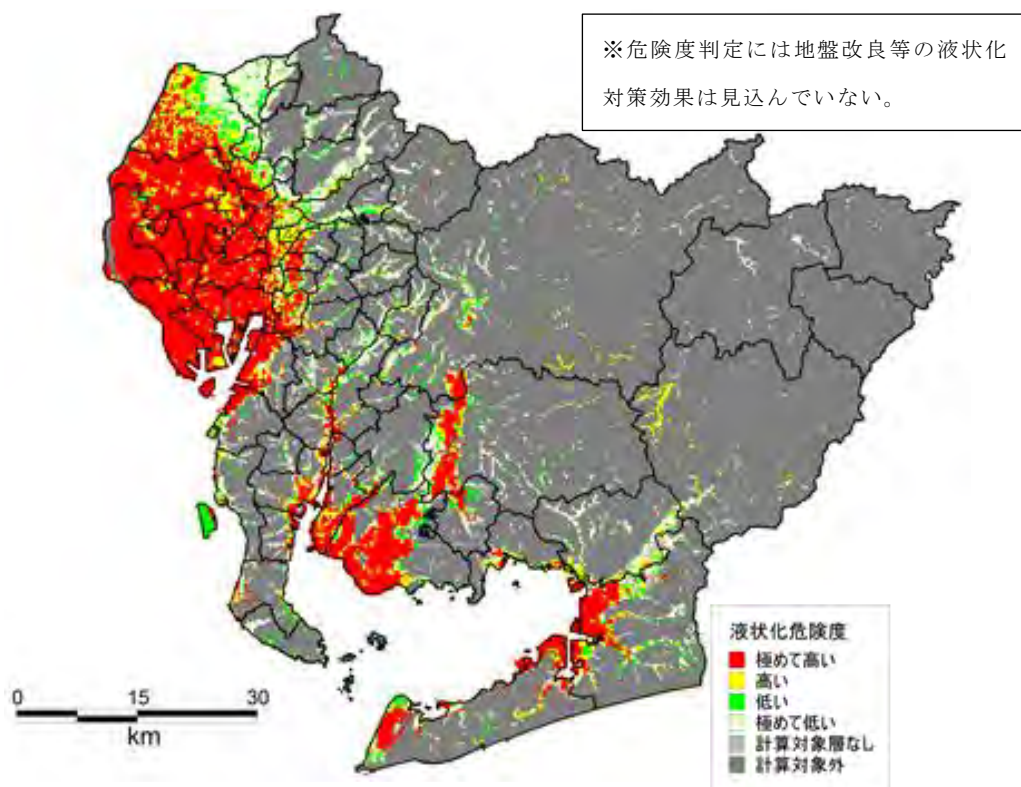 ※危険度判定には地盤改良等の液状化
対策効果は見込んでいない。
液状化危険度
極めて高い
高い
低い
極めて低い
計算対象層なし
計算対象外
0 15 30
km